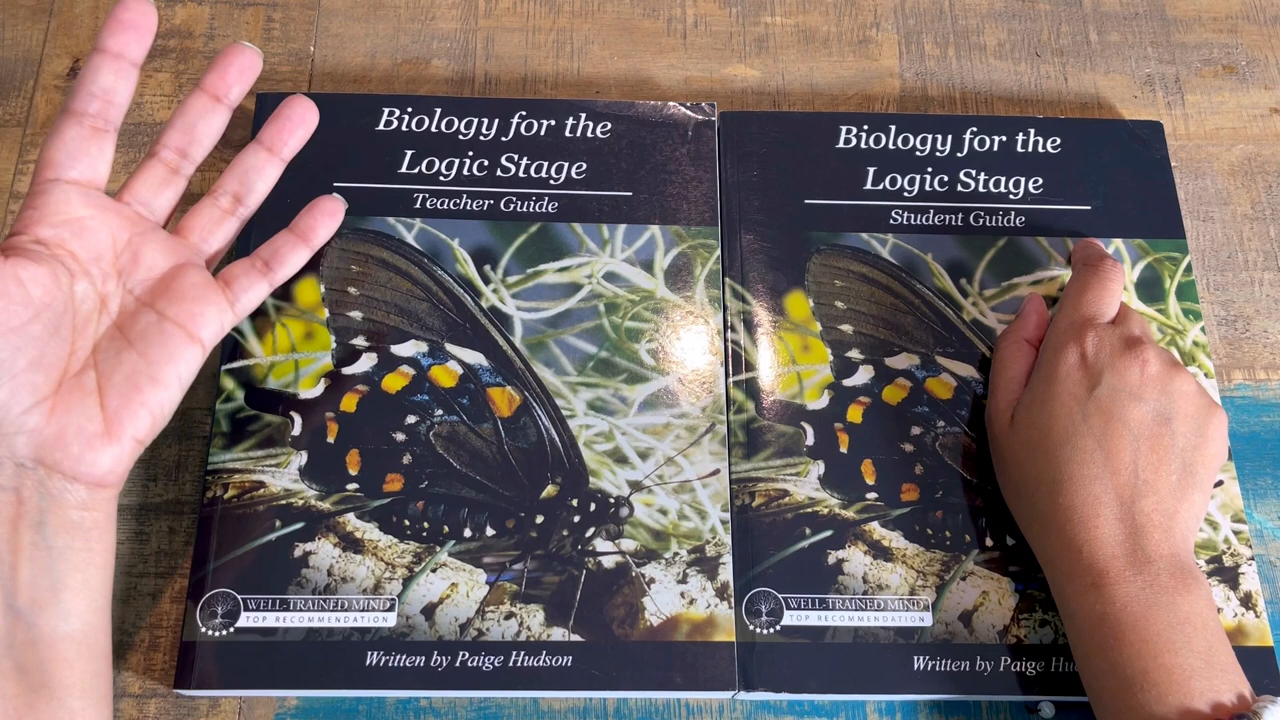 Biology for the
Logic Stage
Teacher Guide
WELL-TRAINED MIND
TOP RECOMMENDATION
Written by Paige Hudson
Biology for the
Logic Stage
Student Guide
WELL-TRAINED MIND
TOP RECOMMENDATION
Written by Paige